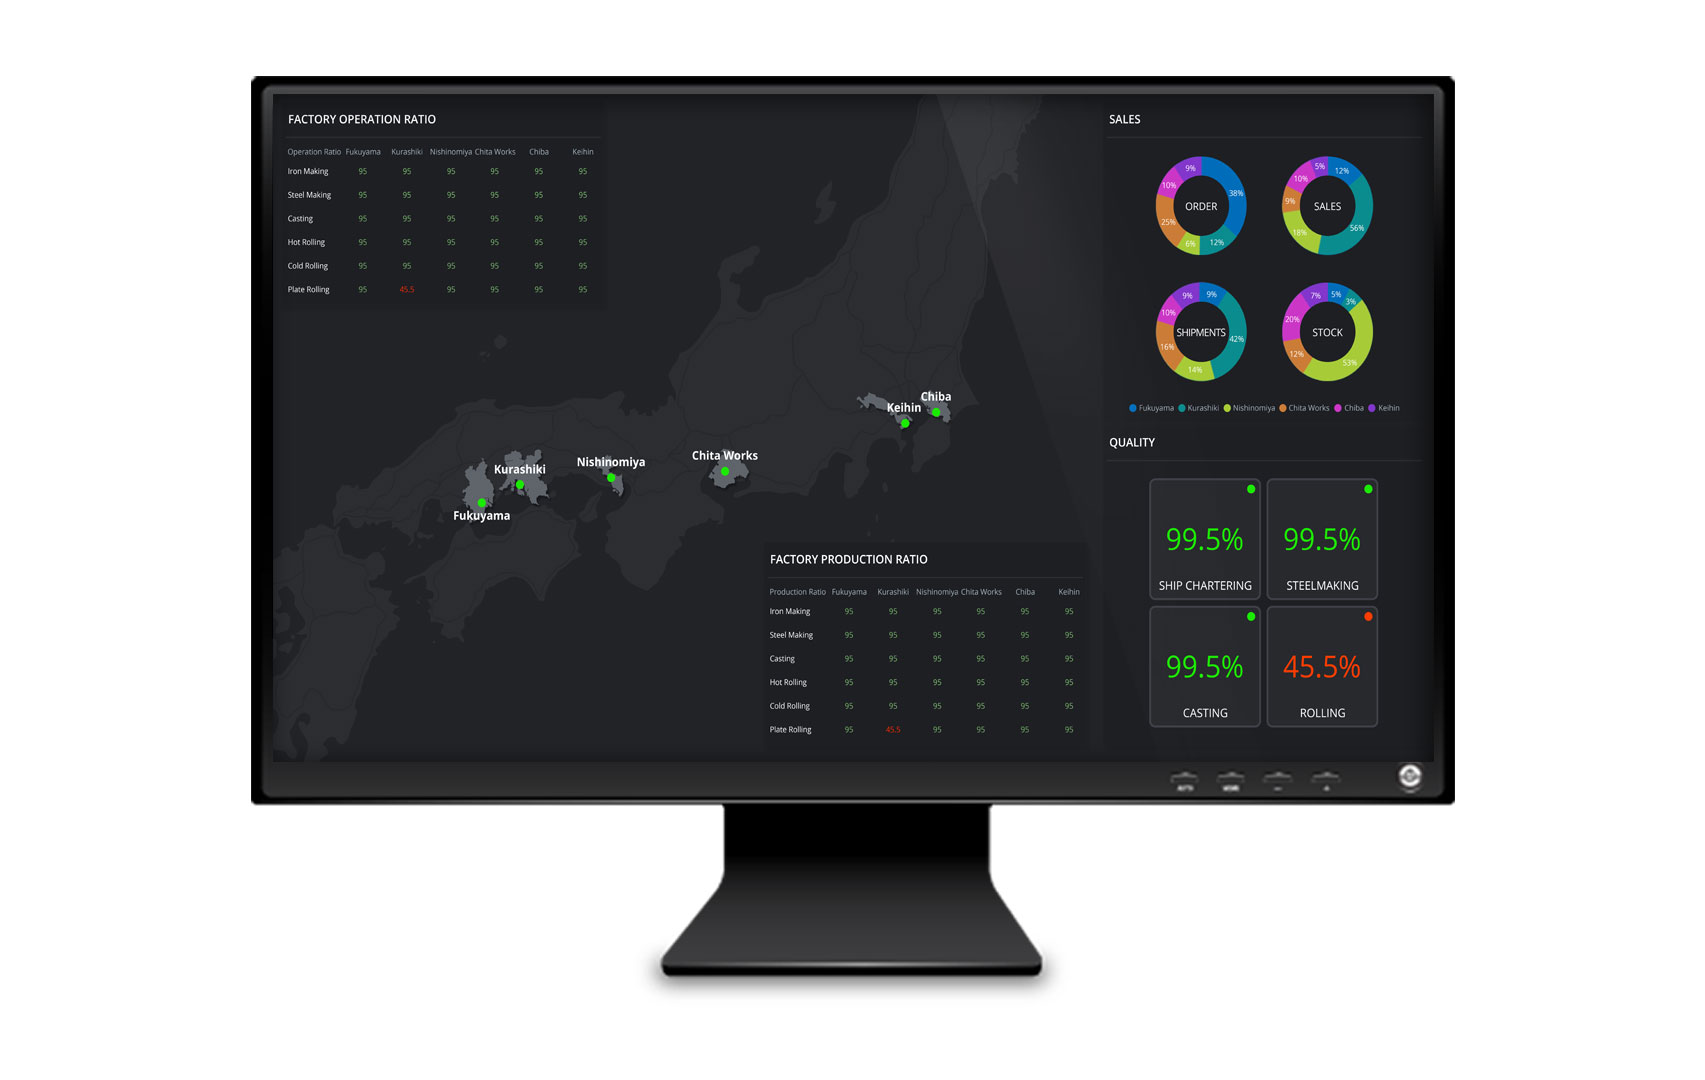 FACTORY OPERATION RATIO
Operation Ratio Fukuyama Kurashiki Nishinomiya Chita Works Chiba Keihin
Iron Making 95 95 95 95 95 95
Steel Making 95 95 95 95 95 95
Casting 95 95 95 95 95 95
Hot Rolling 95 95 95 95 95 95
Cold Rolling 95 95 95 95 95 95
Plate Rolling 95 45.5 95 95 95 95
Chiba
Keihin
Chita Works
Nishinomiya
Kurashiki
Fukuyama
FACTORY PRODUCTION RATIO
Production Ratio Fukuyama Kurashiki Nishinomiya Chita Works Chiba Keihin
Iron Making 95 95 95 95 95 95
Steel Making 95 95 95 95 95 95
Casting 95 95 95 95 95 95
Hot Rolling 95 95 95 95 95 95
Cold Rolling 95 95 95 95 95 95
Plate Rolling 95 45.5 95 95 95 95
SALES
ORDER
38%
12%
6%
25%
10%
9%
SALES
12%
56%
18%
9%
10%
5%
SHIPMENTS
9%
42%
14%
16%
10%
9%
STOCK
5%
3%
53%
12%
20%
7%
Fukuyama Kurashiki Nishinomiya Chita Works Chiba Keihin
QUALITY
99.5%
SHIP CHARTERING
99.5%
STEELMAKING
99.5%
CASTING
45.5%
ROLLING